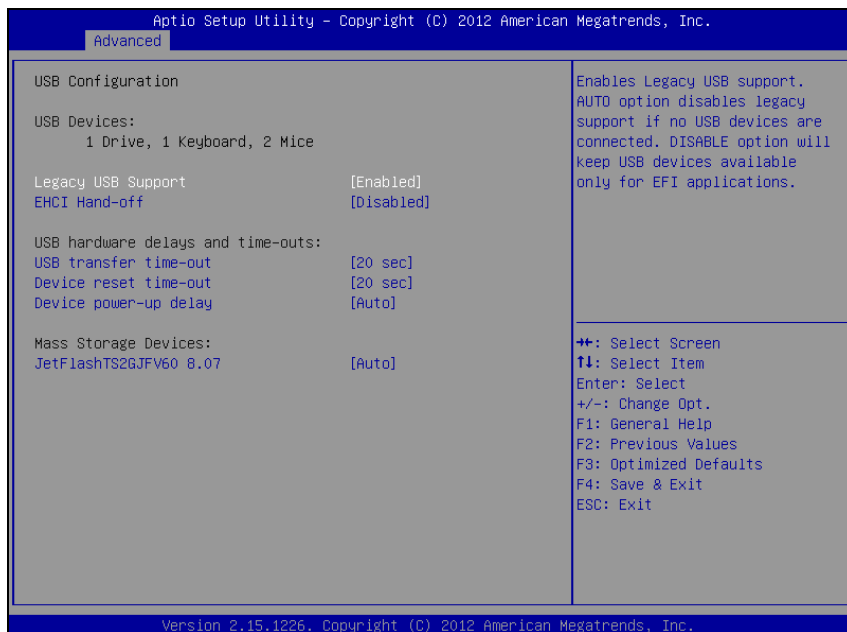 Aptio Setup Utility – Copyright (C) 2012 American Megatrends, Inc.
Advanced
USB Configuration
USB Devices:
1 Drive, 1 Keyboard, 2 Mice
Legacy USB Support [Enabled]
EHCI Hand-off [Disabled]
USB hardware delays and time-outs:
USB transfer time-out [20 sec]
Device reset time-out [20 sec]
Device power-up delay [Auto]
Mass Storage Devices:
JetFlashTS2GJFV60 8.07 [Auto]
Enables Legacy USB support.
AUTO option disables legacy
support if no USB devices are
connected. DISABLE option will
keep USB devices available
only for EFI applications.
→←: Select Screen
↑↓: Select Item
Enter: Select
+/-: Change Opt.
F1: General Help
F2: Previous Values
F3: Optimized Defaults
F4: Save & Exit
ESC: Exit
Version 2.15.1226. Copyright (C) 2012 American Megatrends, Inc.